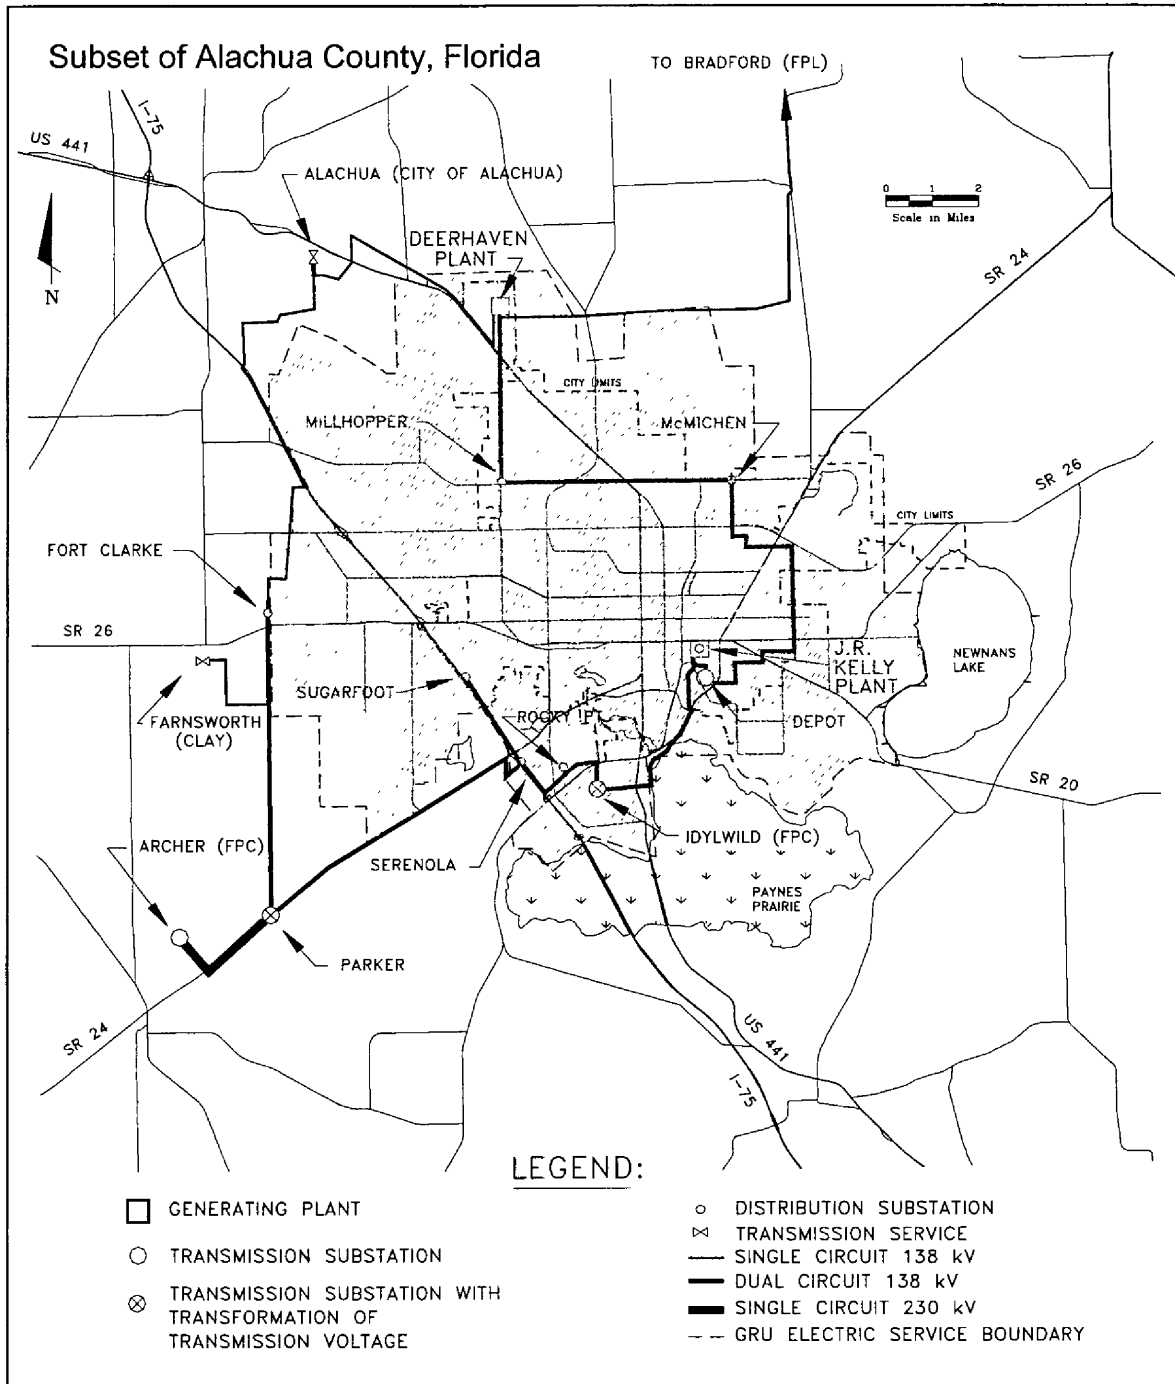 Subset of Alachua County, Florida
TO BRADFORD (FPL)
I-75
US 441
ALACHUA (CITY OF ALACHUA)
0 1 2
Scale in Miles
DEERHAVEN
PLANT
SR 24
N
CITY LIMITS
MILLHOPPER
McMICHEN
SR 26
CITY LIMITS
FORT CLARKE
SR 26
J.R.
KELLY
PLANT
NEWNANS
LAKE
SUGARFOOT
ROCKY PT
FARNSWORTH
(CLAY)
DEPOT
SR 20
ARCHER (FPC)
IDYLWILD (FPC)
SERENOLA
PAYNES
PRAIRIE
PARKER
SR 24
US 441
I-75
LEGEND:
GENERATING PLANT
TRANSMISSION SUBSTATION
TRANSMISSION SUBSTATION WITH
TRANSFORMATION OF
TRANSMISSION VOLTAGE
DISTRIBUTION SUBSTATION
TRANSMISSION SERVICE
SINGLE CIRCUIT 138 kV
DUAL CIRCUIT 138 kV
SINGLE CIRCUIT 230 kV
GRU ELECTRIC SERVICE BOUNDARY